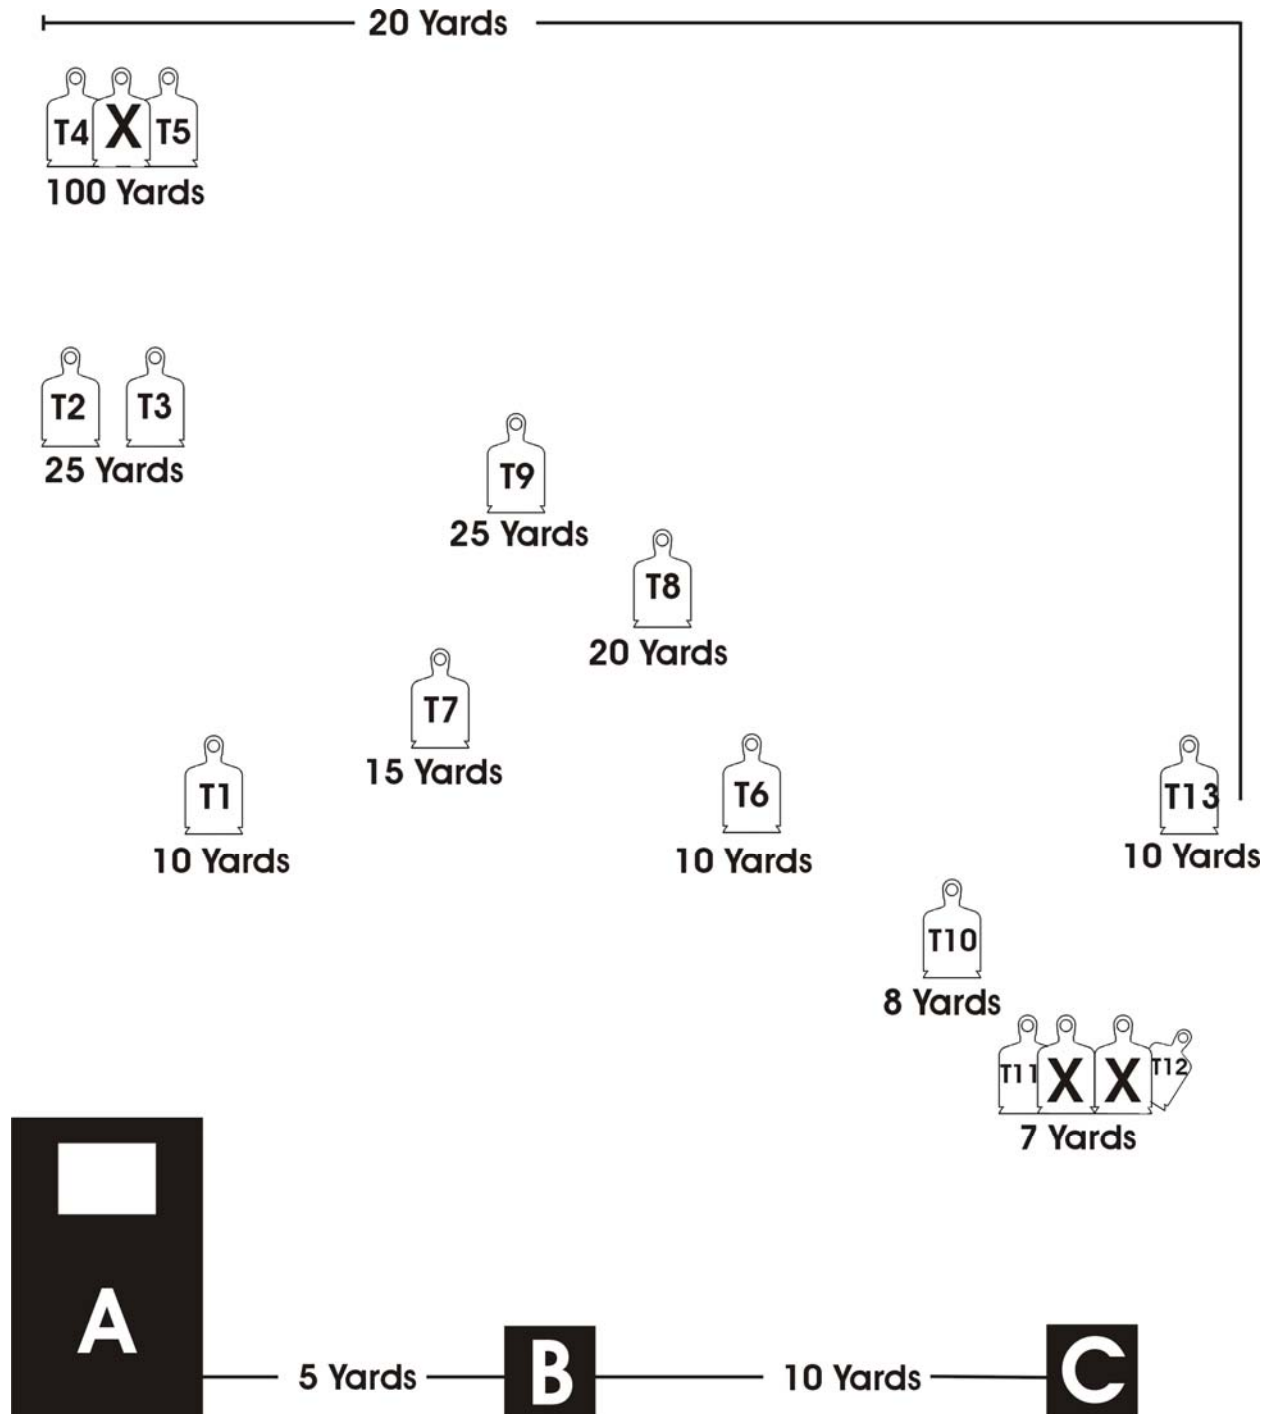 20 Yards
T4 X T5
100 Yards
T2 T3
25 Yards
T9
25 Yards
T8
20 Yards
T7
15 Yards
T1
10 Yards
T6
10 Yards
T13
10 Yards
T10
8 Yards
T11 X X T12
7 Yards
A
5 Yards
B
10 Yards
C